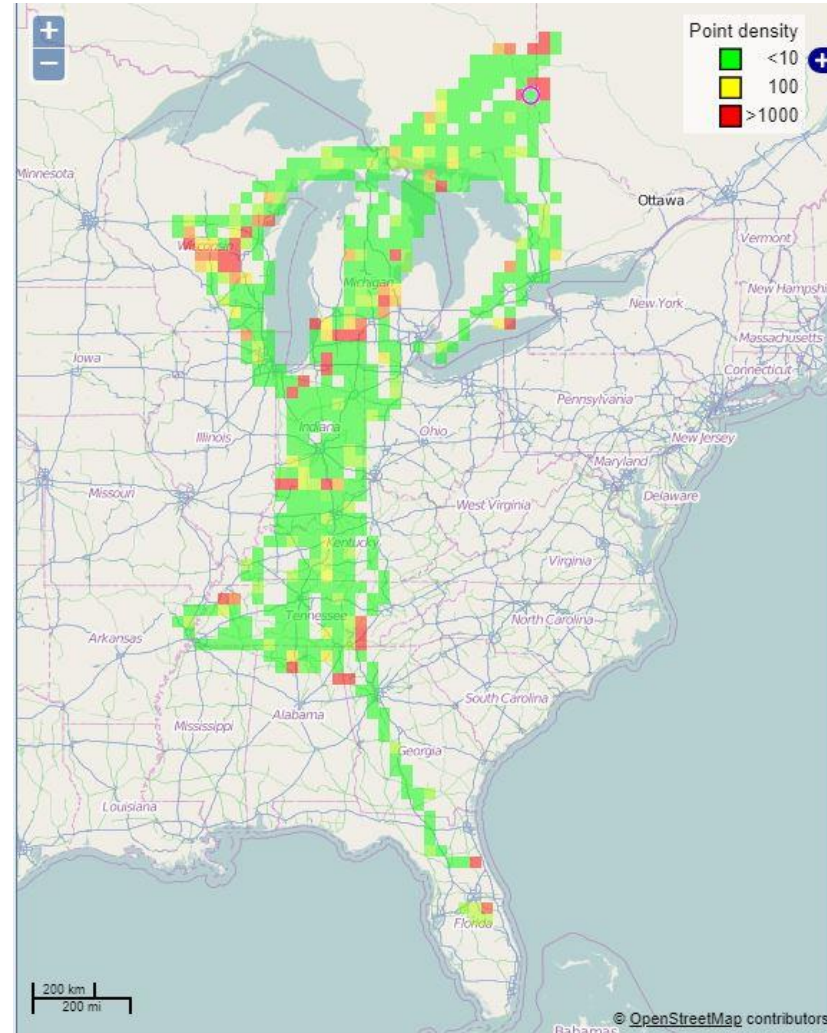 +
−
Point density
<10
+
100
>1000
Minnesota
Ottawa
Wisconsin
Vermont
Michigan
New Hampshi
New York
Massachusetts
Iowa
Connecticut
Pennsylvania
Illinois
Indiana
Ohio
New Jersey
Maryland
Missouri
Delaware
West Virginia
Kentucky
Virginia
Tennessee
North Carolina
Arkansas
South Carolina
Alabama
Mississippi
Georgia
Louisiana
Florida
200 km
200 mi
© OpenStreetMap contributors
Bahamas